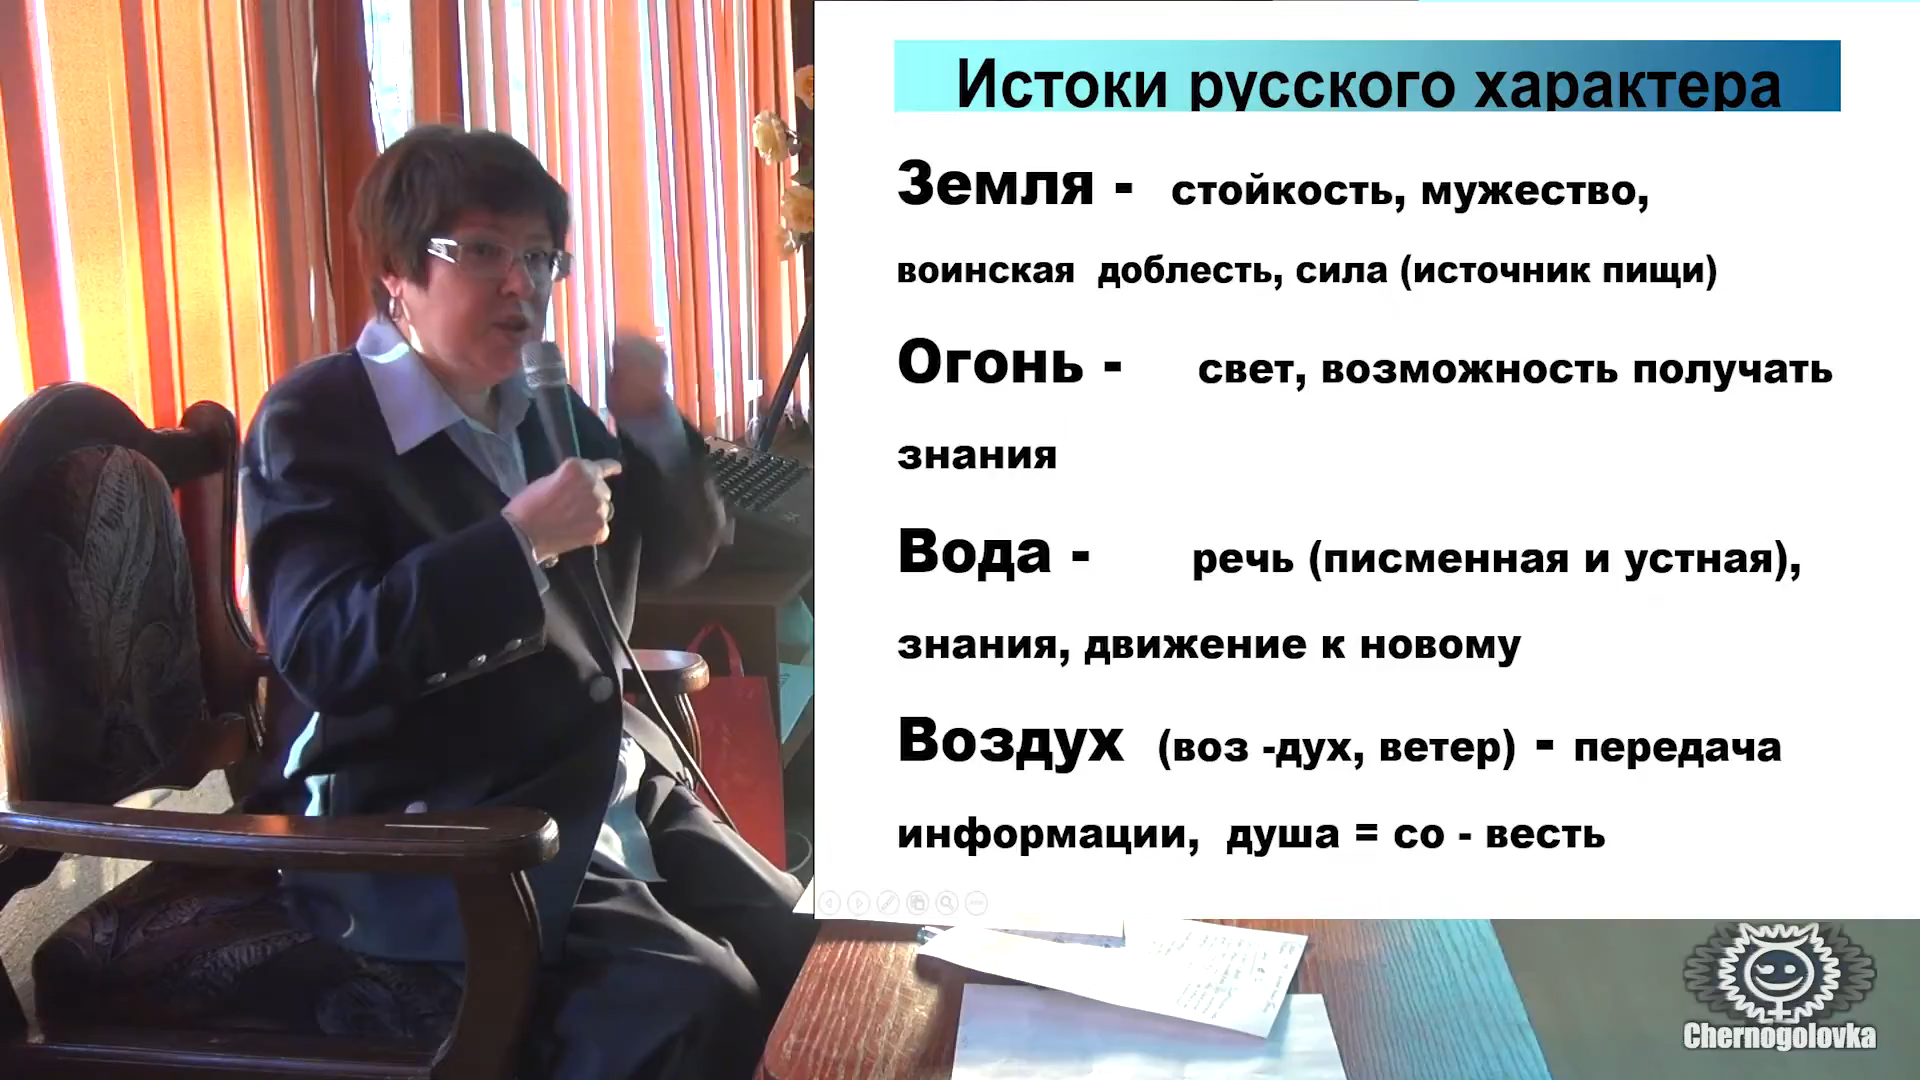 Истоки русского характера
Земля - стойкость, мужество,
воинская доблесть, сила (источник пищи)
Огонь - свет, возможность получать
знания
Вода - речь (писменная и устная),
знания, движение к новому
Воздух (воз -дух, ветер) - передача
информации, душа = со - весть
Chernogolovka